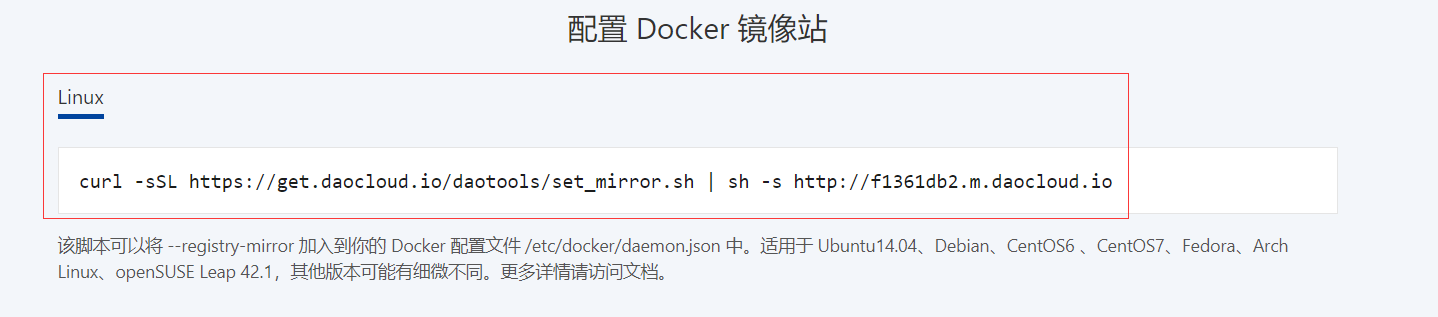 配置 Docker 镜像站
Linux
curl -sSL https://get.daocloud.io/daotools/set_mirror.sh | sh -s http://f1361db2.m.daocloud.io
该脚本可以将 --registry-mirror 加入到你的 Docker 配置文件 /etc/docker/daemon.json 中。适用于 Ubuntu14.04、Debian、CentOS6 、CentOS7、Fedora、Arch
Linux、openSUSE Leap 42.1，其他版本可能有细微不同。更多详情请访问文档。